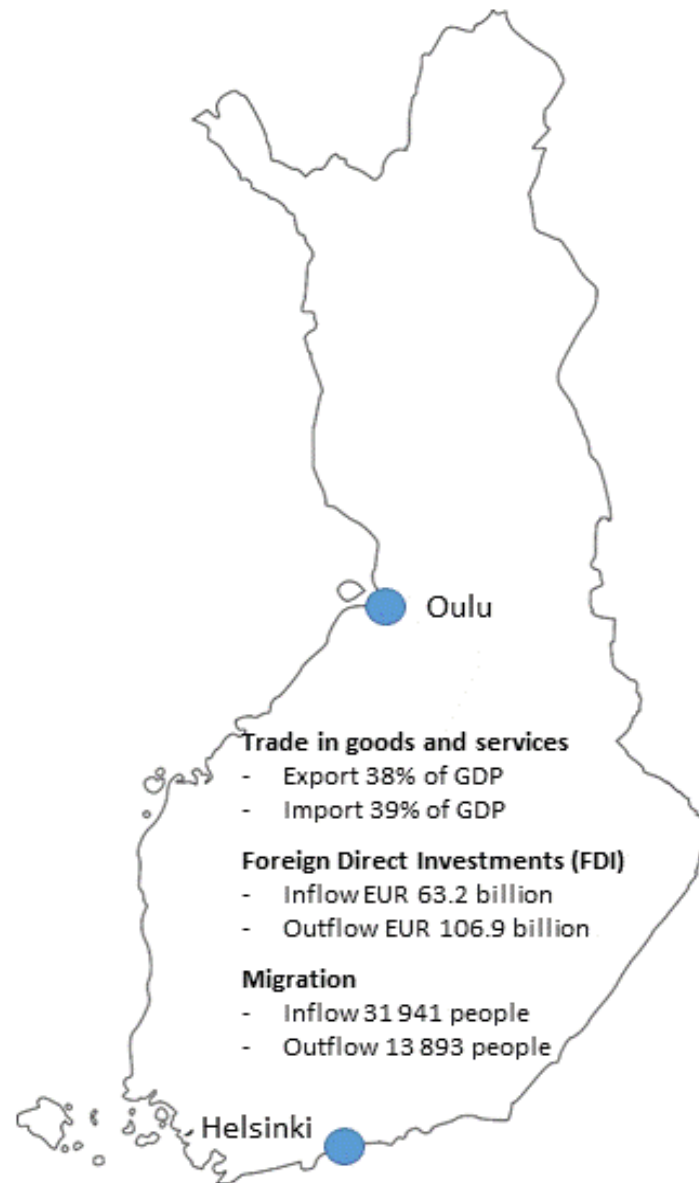 Oulu
Trade in goods and services
- Export 38% of GDP
- Import 39% of GDP
Foreign Direct Investments (FDI)
- Inflow EUR 63.2 billion
- Outflow EUR 106.9 billion
Migration
- Inflow 31 941 people
- Outflow 13 893 people
Helsinki